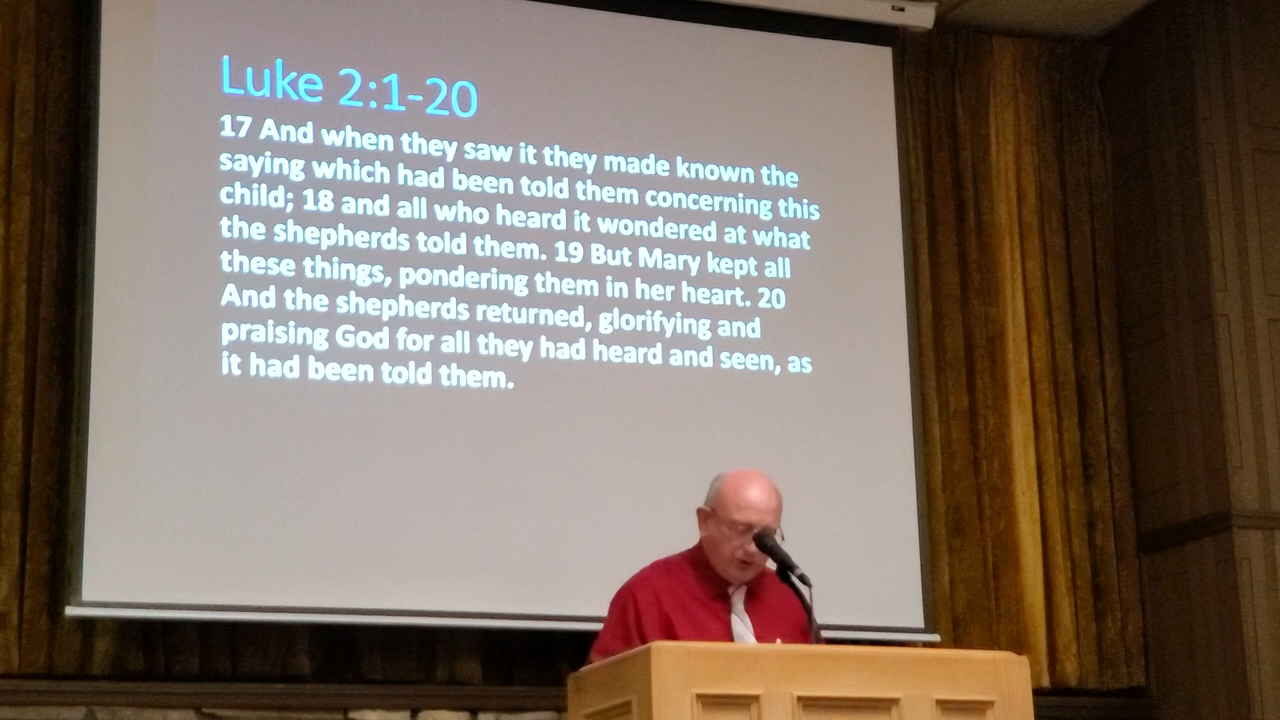 Luke 2:1-20
17 And when they saw it they made known the
saying which had been told them concerning this
child; 18 and all who heard it wondered at what
the shepherds told them. 19 But Mary kept all
these things, pondering them in her heart. 20
And the shepherds returned, glorifying and
praising God for all they had heard and seen, as
it had been told them.